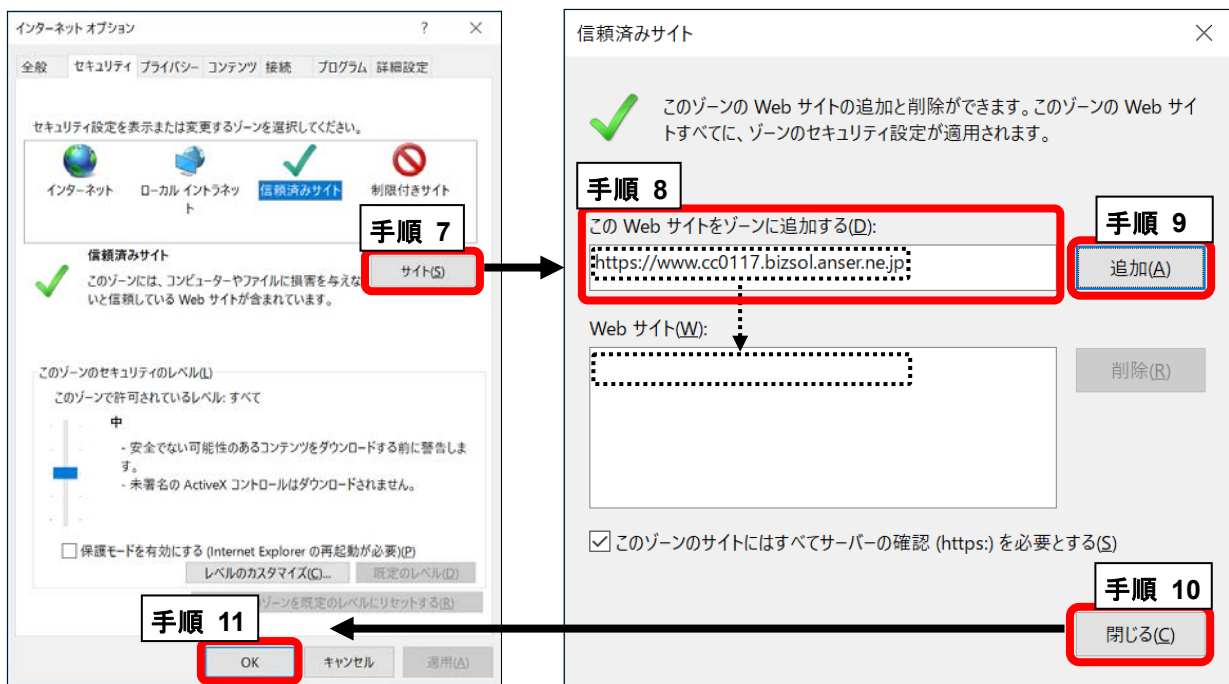 インターネット オプション
? ×
全般 セキュリティ プライバシー コンテンツ 接続 プログラム 詳細設定
セキュリティ設定を表示または変更するゾーンを選択してください。
インターネット
ローカル イントラネッ
ト
信頼済みサイト
制限付きサイト
手順 7
信頼済みサイト
サイト(S)
このゾーンには、コンピューターやファイルに損害を与えな
いと信頼している Web サイトが含まれています。
このゾーンのセキュリティのレベル(L)
このゾーンで許可されているレベル: すべて
中
- 安全でない可能性のあるコンテンツをダウンロードする前に警告しま
す。
- 未署名の ActiveX コントロールはダウンロードされません。
保護モードを有効にする (Internet Explorer の再起動が必要)(P)
レベルのカスタマイズ(C)...
既定のレベル(D)
ゾーンを既定のレベルにリセットする(R)
手順 11
OK
キャンセル
適用(A)
信頼済みサイト
×
このゾーンの Web サイトの追加と削除ができます。このゾーンの Web サイ
トすべてに、ゾーンのセキュリティ設定が適用されます。
手順 8
この Web サイトをゾーンに追加する(D):
https://www.cc0117.bizsol.anser.ne.jp
手順 9
追加(A)
Web サイト(W):
削除(R)
このゾーンのサイトにはすべてサーバーの確認 (https:) を必要とする(S)
手順 10
閉じる(C)